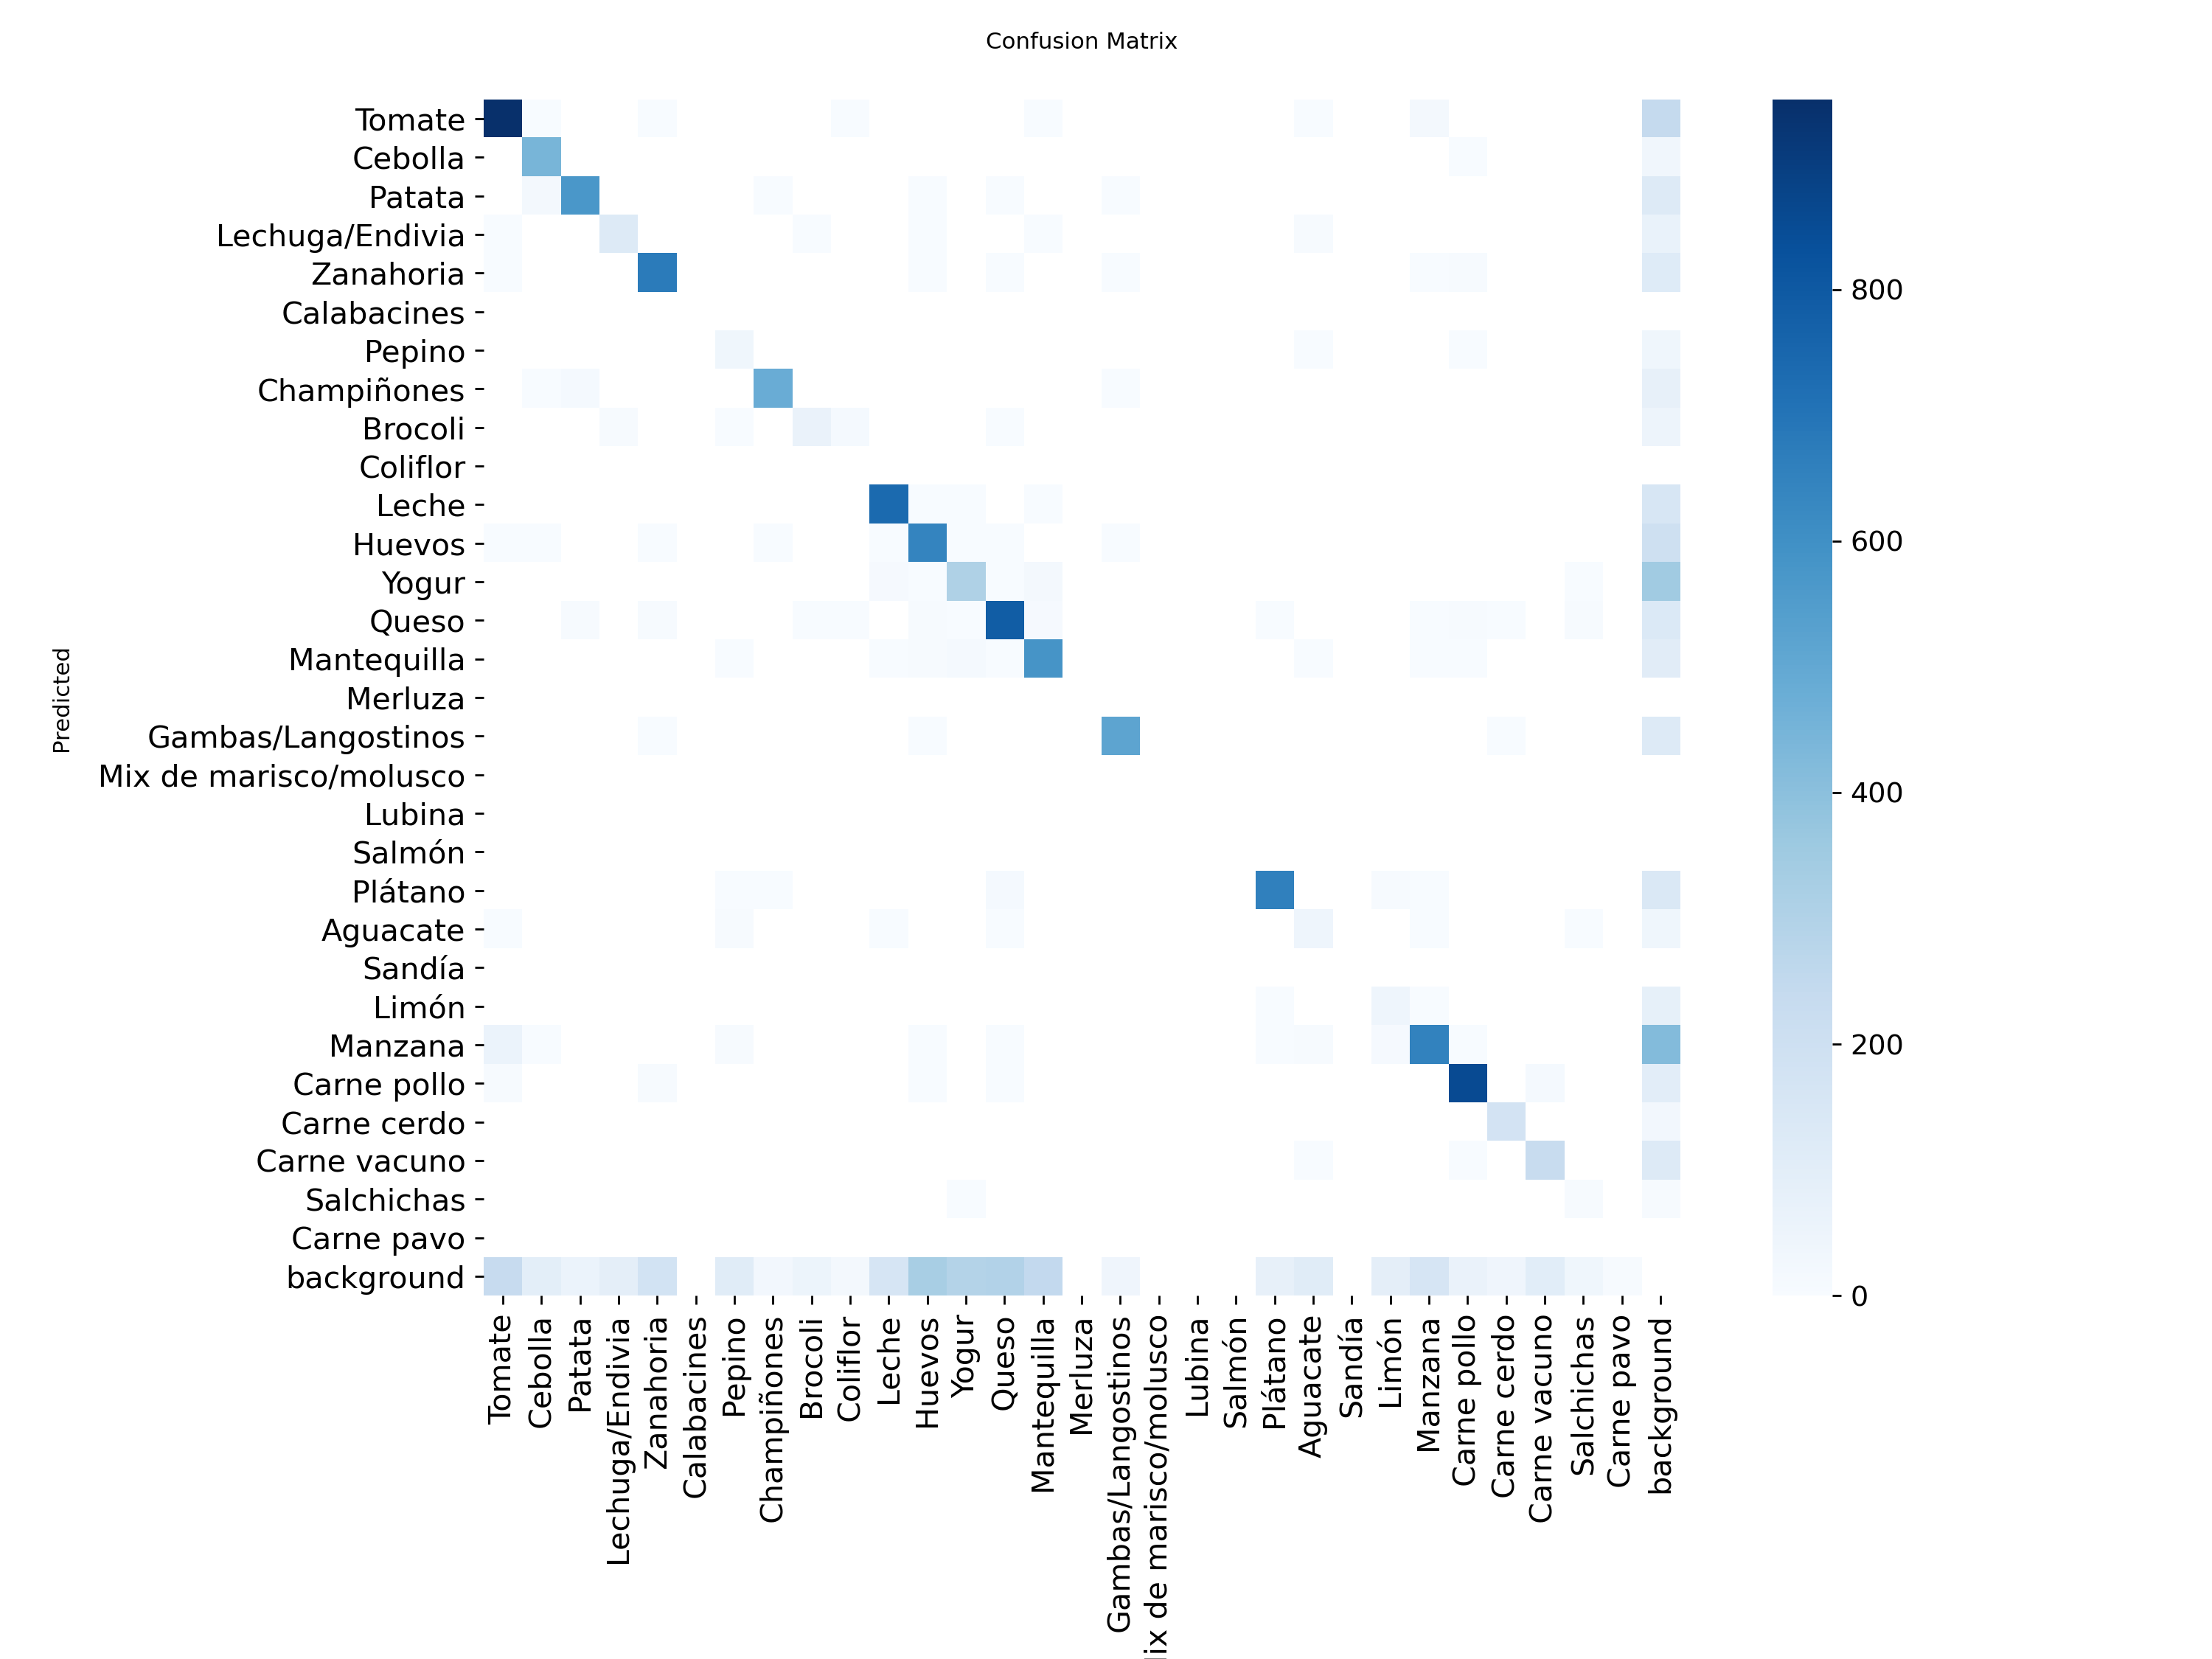 Confusion Matrix
Tomate
Cebolla
Patata
Lechuga/Endivia
Zanahoria
Calabacines
Pepino
Champiñones
Brocoli
Coliflor
Leche
Huevos
Yogur
Queso
Mantequilla
Merluza
Gambas/Langostinos
Mix de marisco/molusco
Lubina
Salmón
Plátano
Aguacate
Sandía
Limón
Manzana
Carne pollo
Carne cerdo
Carne vacuno
Salchichas
Carne pavo
background
Predicted
Tomate
Cebolla
Patata
Lechuga/Endivia
Zanahoria
Calabacines
Pepino
Champiñones
Brocoli
Coliflor
Leche
Huevos
Yogur
Queso
Mantequilla
Merluza
Gambas/Langostinos
de marisco/molusco
Lubina
Salmón
Plátano
Aguacate
Sandía
Limón
Manzana
Carne pollo
Carne cerdo
Carne vacuno
Salchichas
Carne pavo
background
800
600
400
200
0